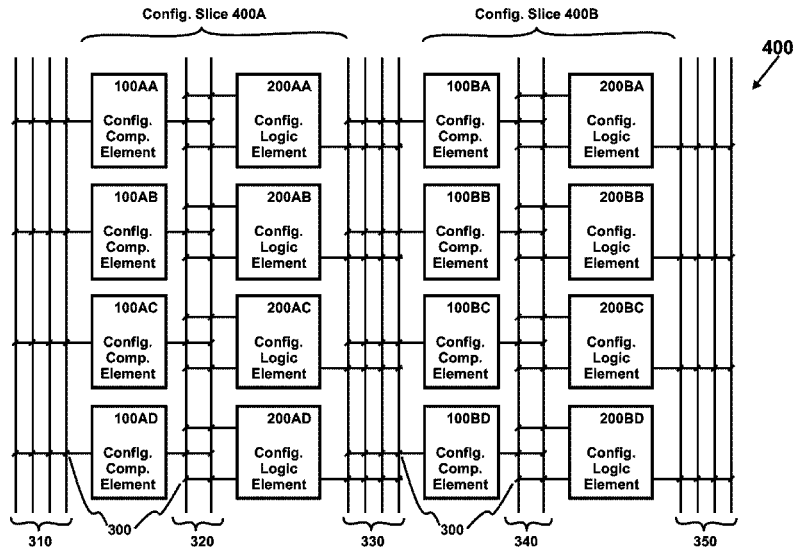 Config. Slice 400A
Config. Slice 400B
400
100AA
Config.
Comp.
Element
200AA
Config.
Logic
Element
100BA
Config.
Comp.
Element
200BA
Config.
Logic
Element
100AB
Config.
Comp.
Element
200AB
Config.
Logic
Element
100BB
Config.
Comp.
Element
200BB
Config.
Logic
Element
100AC
Config.
Comp.
Element
200AC
Config.
Logic
Element
100BC
Config.
Comp.
Element
200BC
Config.
Logic
Element
100AD
Config.
Comp.
Element
200AD
Config.
Logic
Element
100BD
Config.
Comp.
Element
200BD
Config.
Logic
Element
310
300
320
330
300
340
350